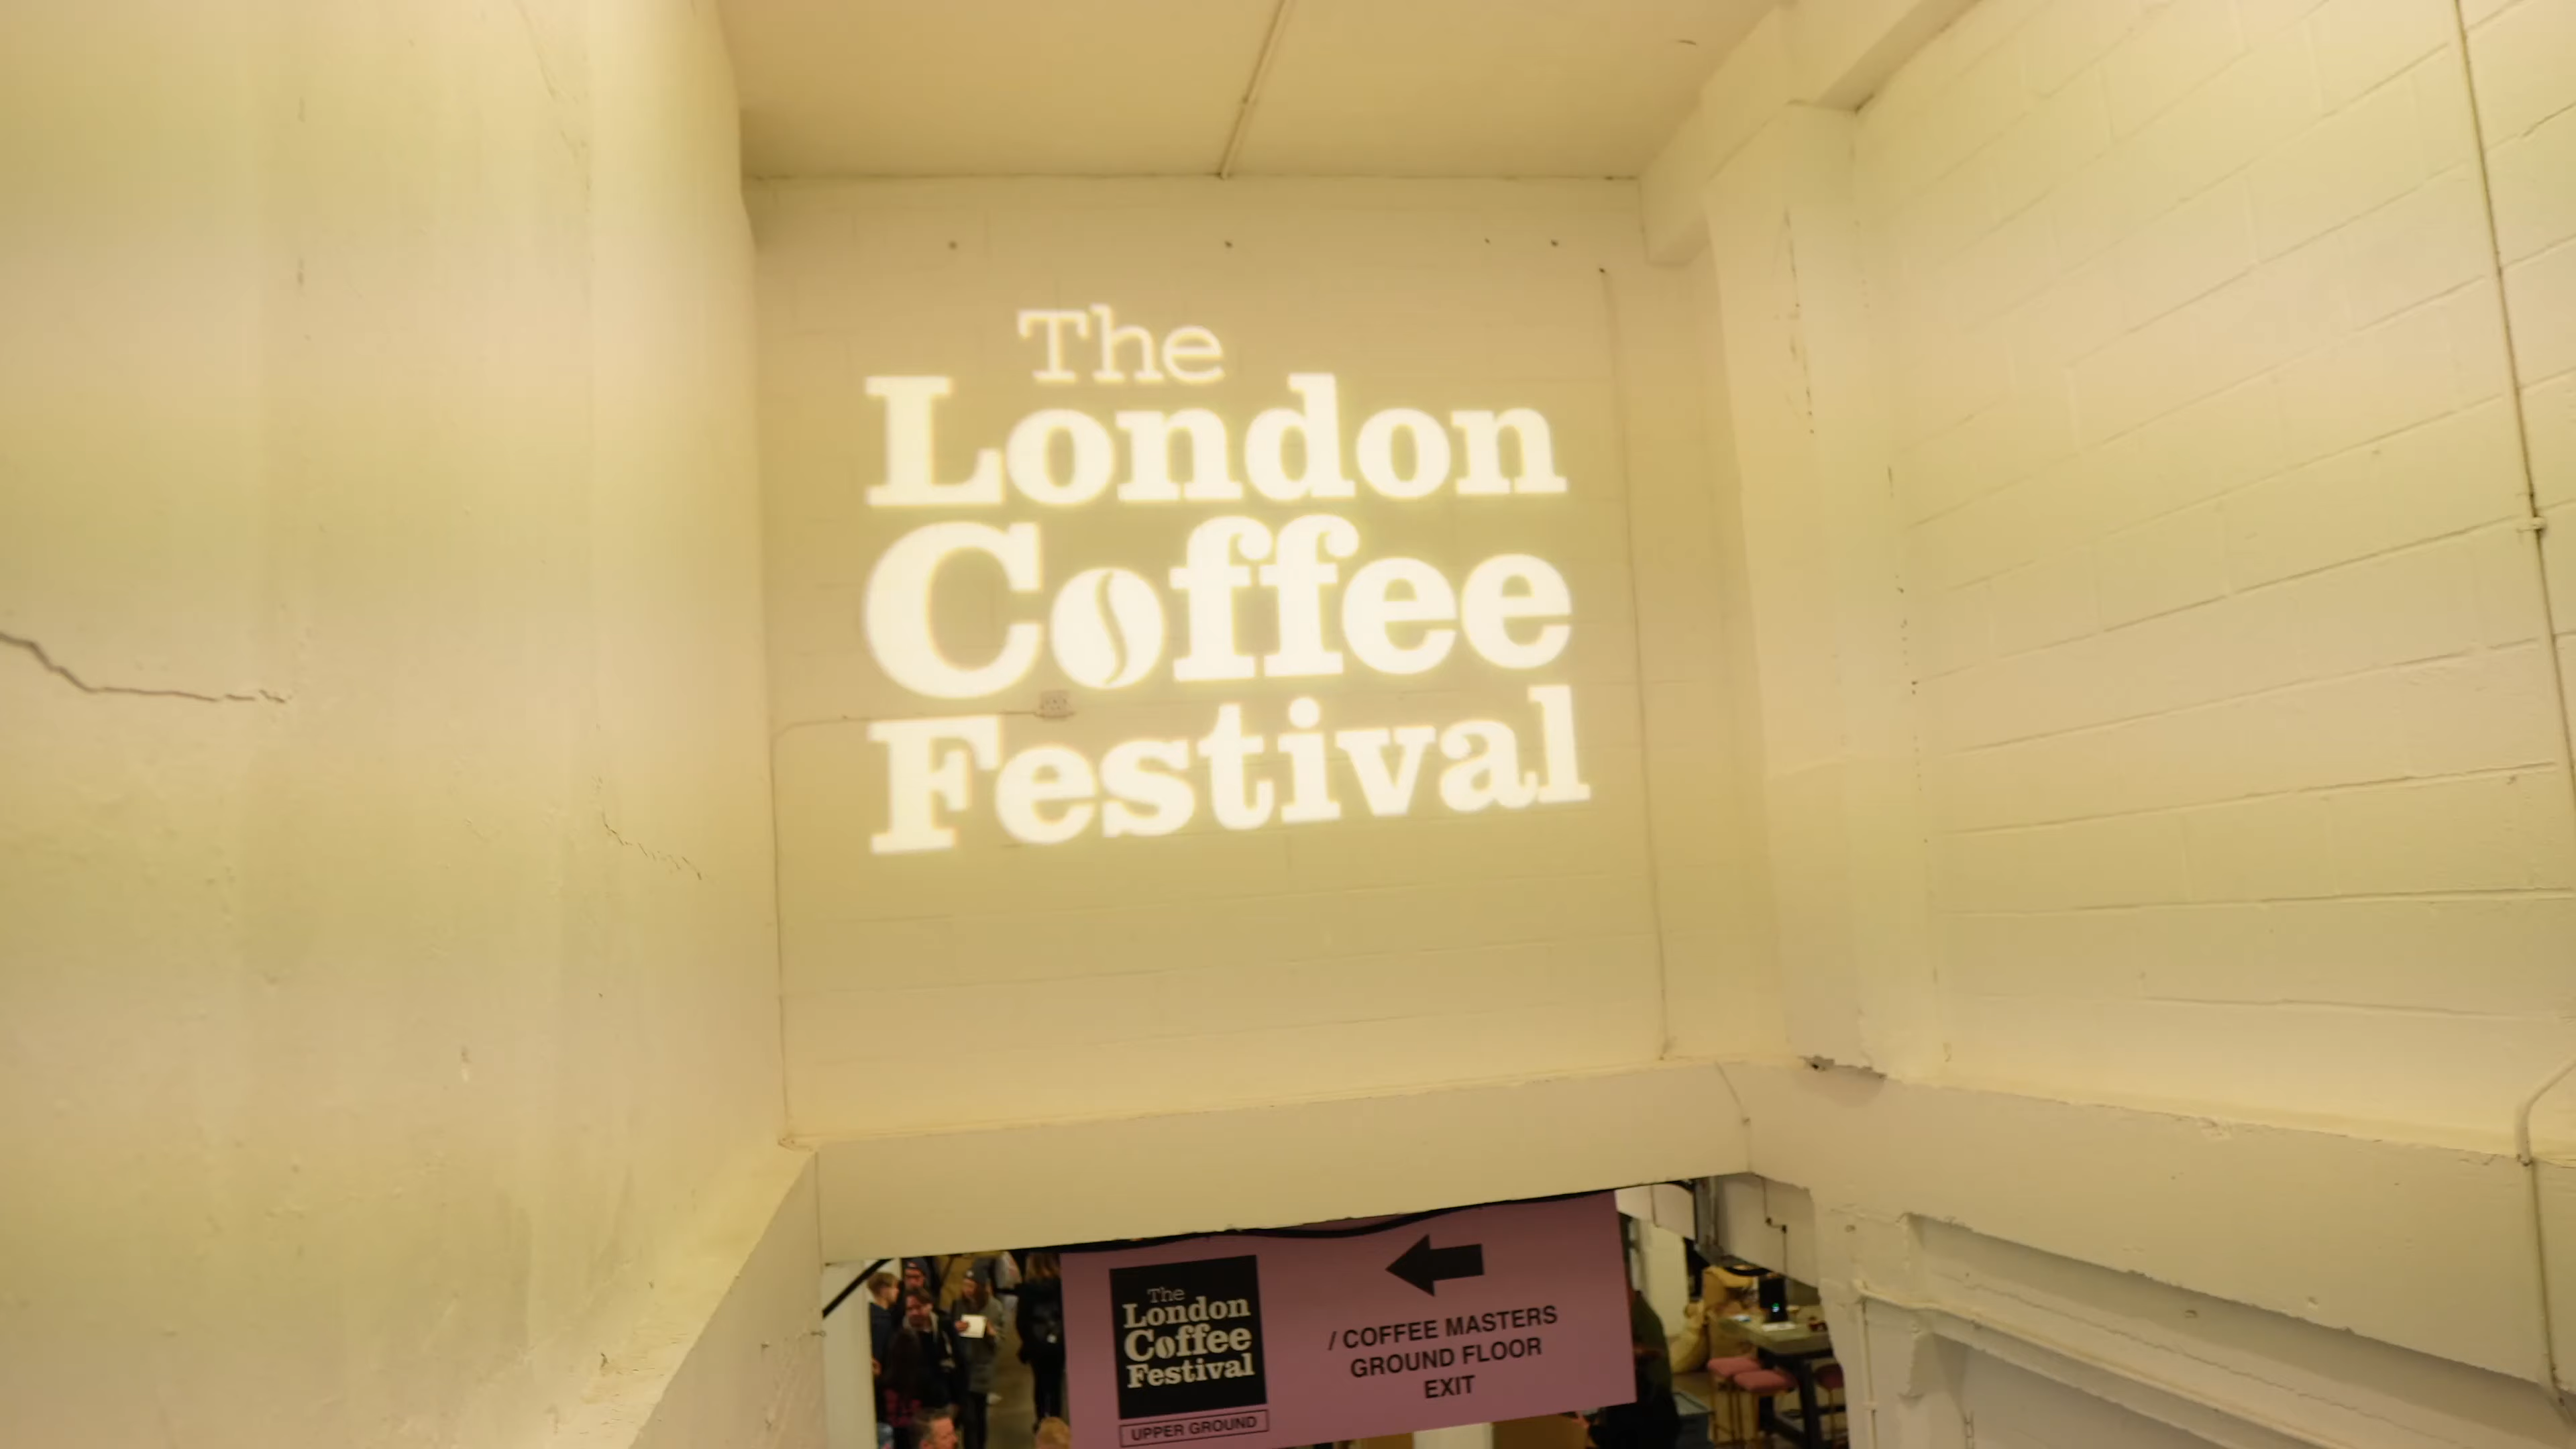 The
London
Coffee
Festival
The
London
Coffee
Festival
UPPER GROUND
/ COFFEE MASTERS
GROUND FLOOR
EXIT